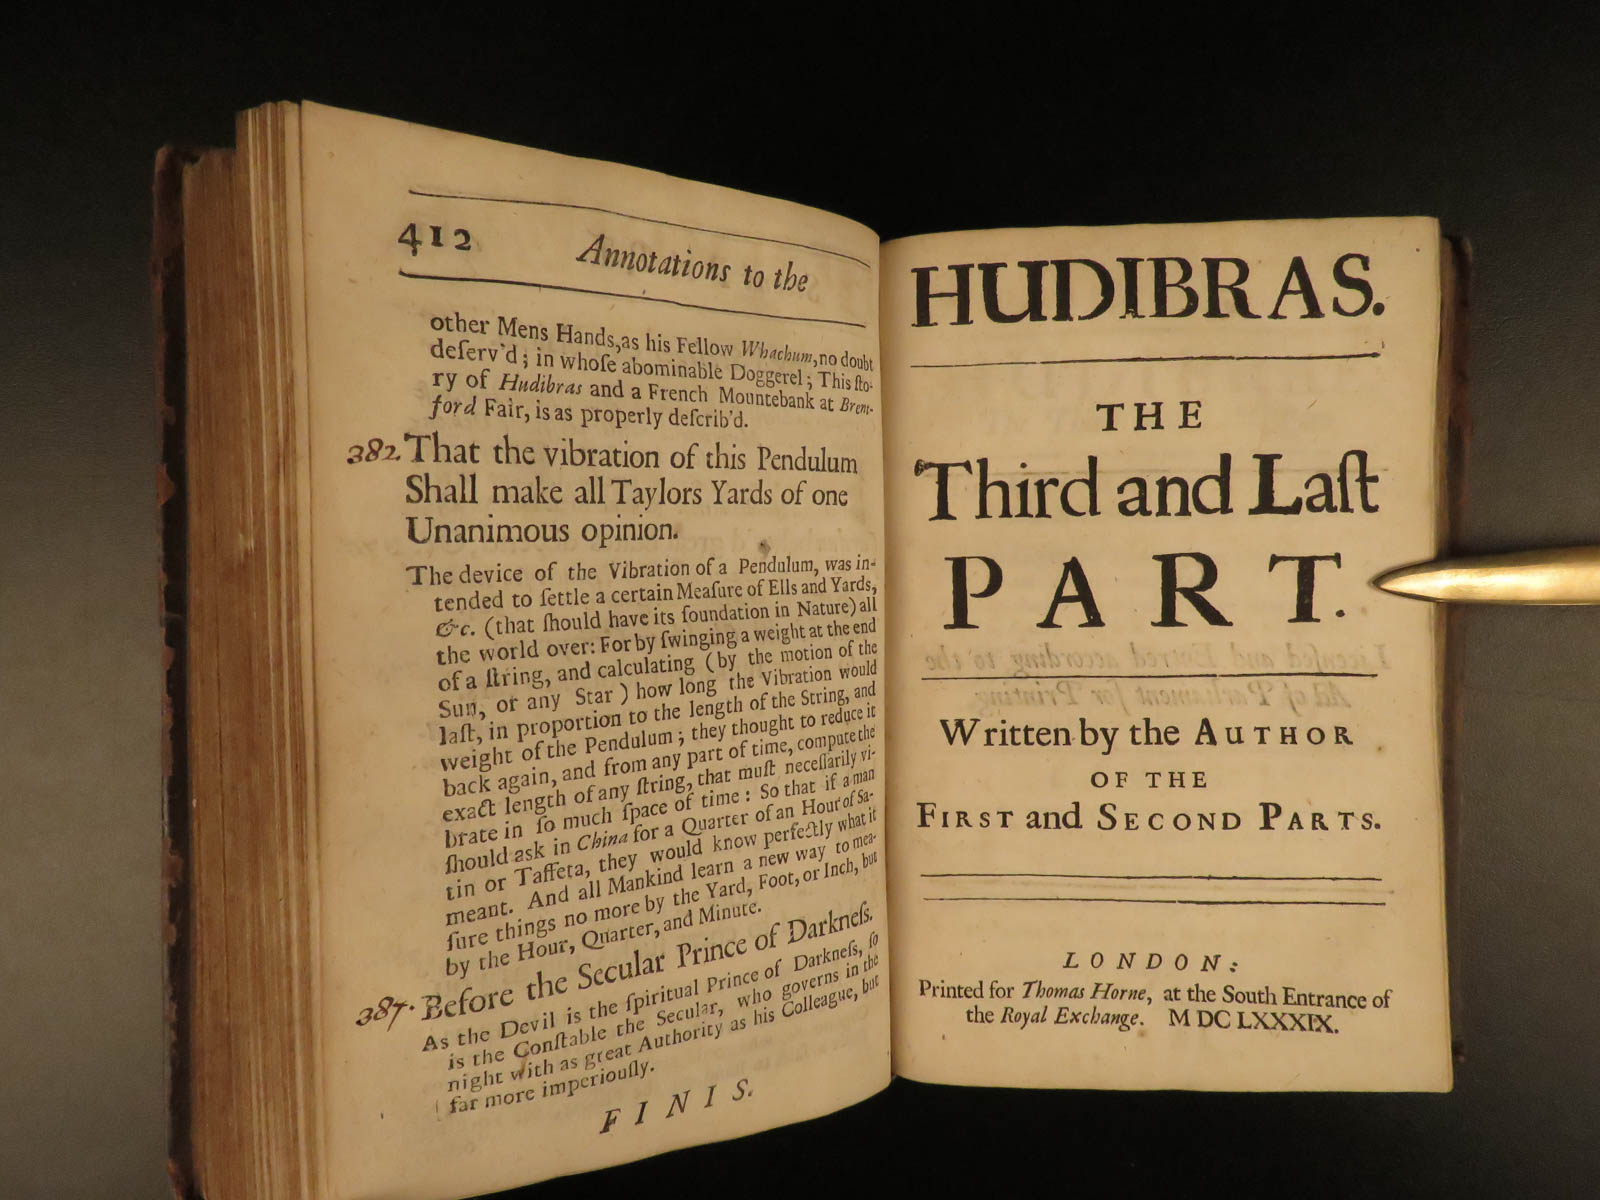 412 Annotations to the
other Mens Hands, as his Fellow Whachum, no doubt
deſerv'd; in whoſe abominable Doggerel; This ſto-
ry of Hudibras and a French Mountebank at Bren-
ford Fair, is as properly deſcrib'd.
382. That the vibration of this Pendulum
Shall make all Taylors Yards of one
Unanimous opinion.
The device of the Vibration of a Pendulum, was in-
tended to ſettle a certain Meaſure of Ells and Yards,
&c. (that ſhould have its foundation in Nature) all
the world over: For by ſwinging a weight at the end
of a ſtring, and calculating (by the motion of the
Sun, or any Star) how long the Vibration would
laſt, in proportion to the length of the String, and
weight of the Pendulum; they thought to reduce it
back again, and from any part of time, compute the
exact length of any ſtring, that muſt neceſſarily vi-
brate in ſo much ſpace of time: So that if a man
ſhould ask in China for a Quarter of an Hour of Sa-
tin or Taffeta, they would know perfectly what it
meant. And all Mankind learn a new way to mea-
ſure things no more by the Yard, Foot, or Inch, but
by the Hour, Quarter, and Minute.
387. Before the Secular Prince of Darkneſs.
As the Devil is the ſpiritual Prince of Darkneſs, ſo
is the Conſtable the Secular, who governs in the
night with as great Authority as his Colleague, but
far more imperiouſly.
FINIS.
HUDIBRAS.
THE
Third and Laſt
PART.
Written by the AUTHOR
OF THE
FIRST and SECOND PARTS.
LONDON:
Printed for Thomas Horne, at the South Entrance of
the Royal Exchange. M DC LXXXIX.